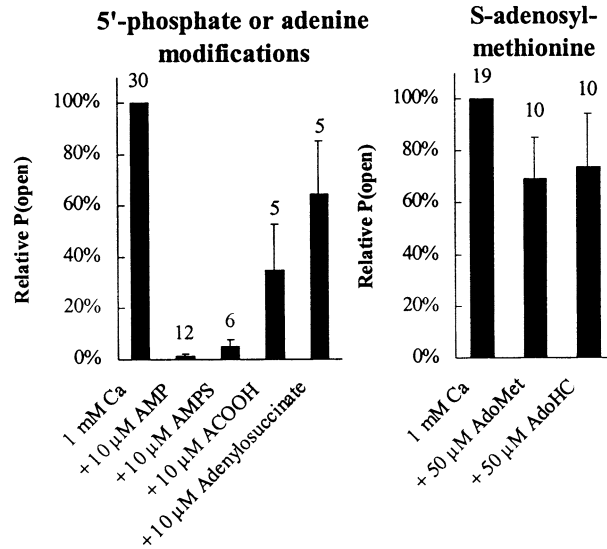 5'-phosphate or adenine
modifications
30
100%
80%
60%
40%
20%
0%
Relative P(open)
12
6
5
5
1 mM Ca
+10 µM AMP
+10 µM AMPS
+10 µM ACOOH
+10 µM Adenylosuccinate
S-adenosyl-
methionine
19
10
10
100%
80%
60%
40%
20%
0%
Relative P(open)
1 mM Ca
+ 50 µM AdoMet
+ 50 µM AdoHC